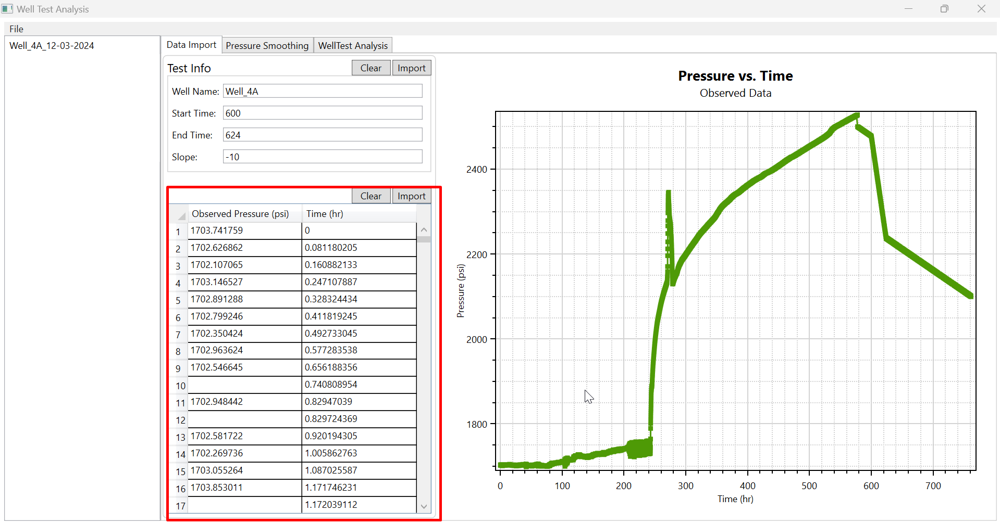 Well Test Analysis
File
Well_4A_12-03-2024
Data Import Pressure Smoothing WellTest Analysis
Test Info Clear Import
Well Name: Well_4A
Start Time: 600
End Time: 624
Slope: -10
Clear Import
Observed Pressure (psi) Time (hr)
1 1703.741759 0
2 1702.626862 0.081180205
3 1702.107065 0.160882133
4 1703.146527 0.247107887
5 1702.891288 0.328324434
6 1702.799246 0.411819245
7 1702.350424 0.492733045
8 1702.963624 0.577283538
9 1702.546645 0.656188356
10 0.740808954
11 1702.948442 0.82947039
12 0.829724369
13 1702.581722 0.920194305
14 1702.269736 1.005862763
15 1703.055264 1.087025587
16 1703.853011 1.171746231
17 1.172039112
Pressure vs. Time
Observed Data
Pressure (psi)
2400
2200
2000
1800
0 100 200 300 400 500 600 700
Time (hr)